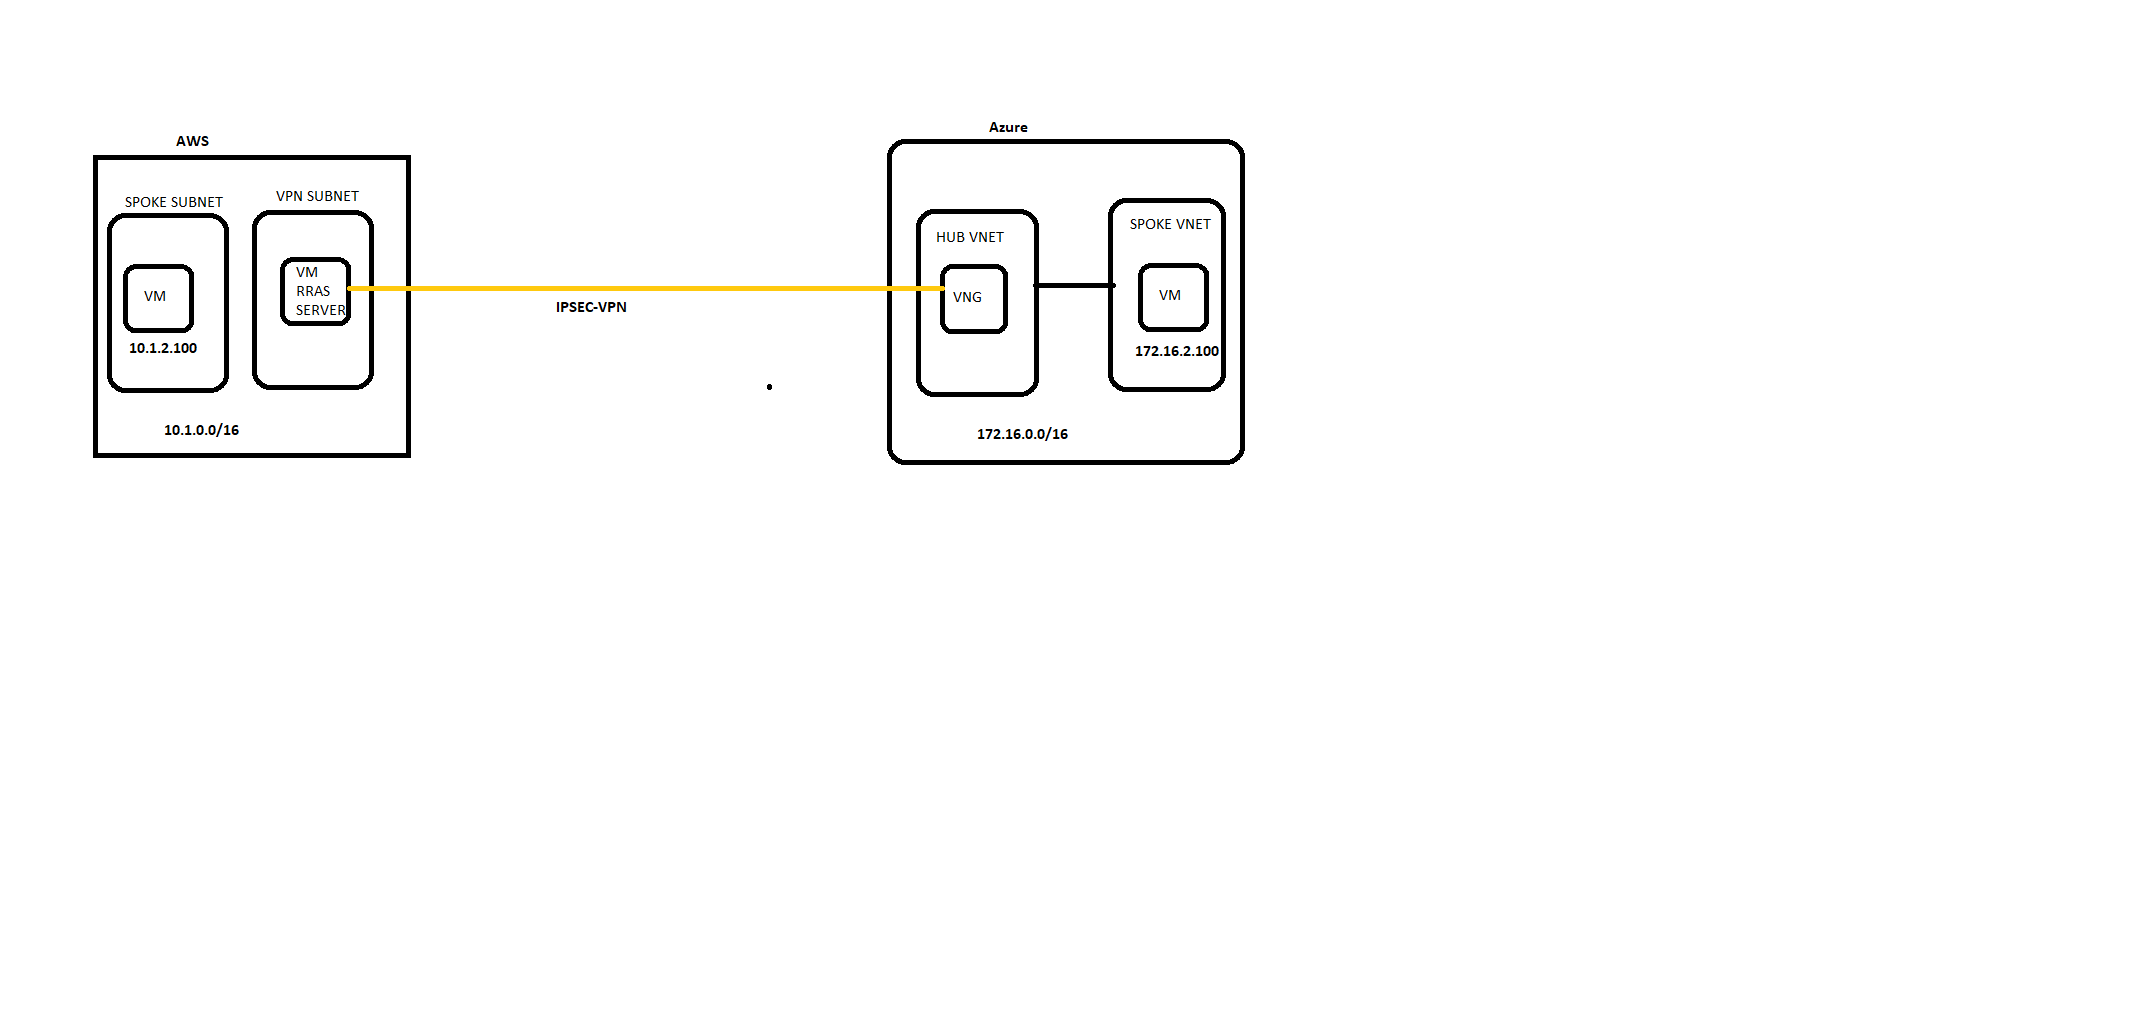 AWS
SPOKE SUBNET
VPN SUBNET
VM
10.1.2.100
VM
RRAS
SERVER
10.1.0.0/16
IPSEC-VPN
Azure
HUB VNET
VNG
SPOKE VNET
VM
172.16.2.100
172.16.0.0/16